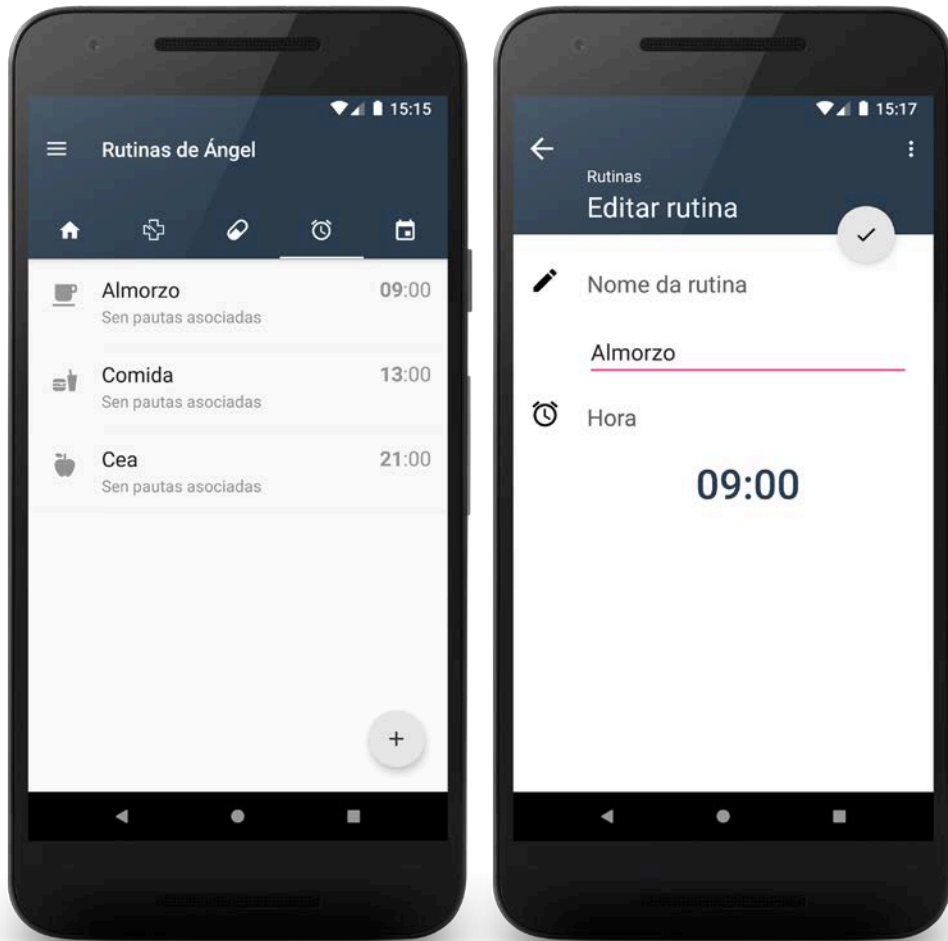 15:15
Rutinas de Ángel
Almorzo 09:00
Sen pautas asociadas
Comida 13:00
Sen pautas asociadas
Cea 21:00
Sen pautas asociadas
15:17
Rutinas
Editar rutina
Nome da rutina
Almorzo
Hora
09:00